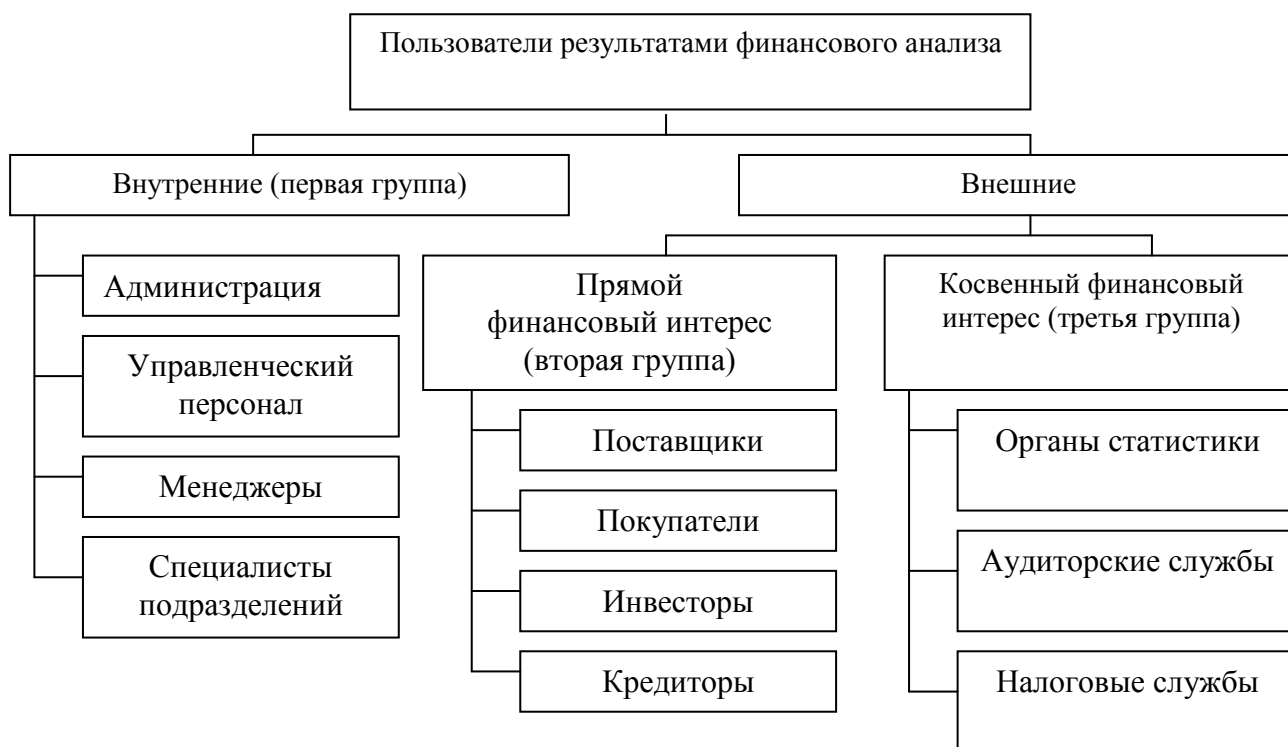 Пользователи результатами финансового анализа
Внутренние (первая группа)
Внешние
Администрация
Управленческий
персонал
Менеджеры
Специалисты
подразделений
Прямой
финансовый интерес
(вторая группа)
Поставщики
Покупатели
Инвесторы
Кредиторы
Косвенный финансовый
интерес (третья группа)
Органы статистики
Аудиторские службы
Налоговые службы